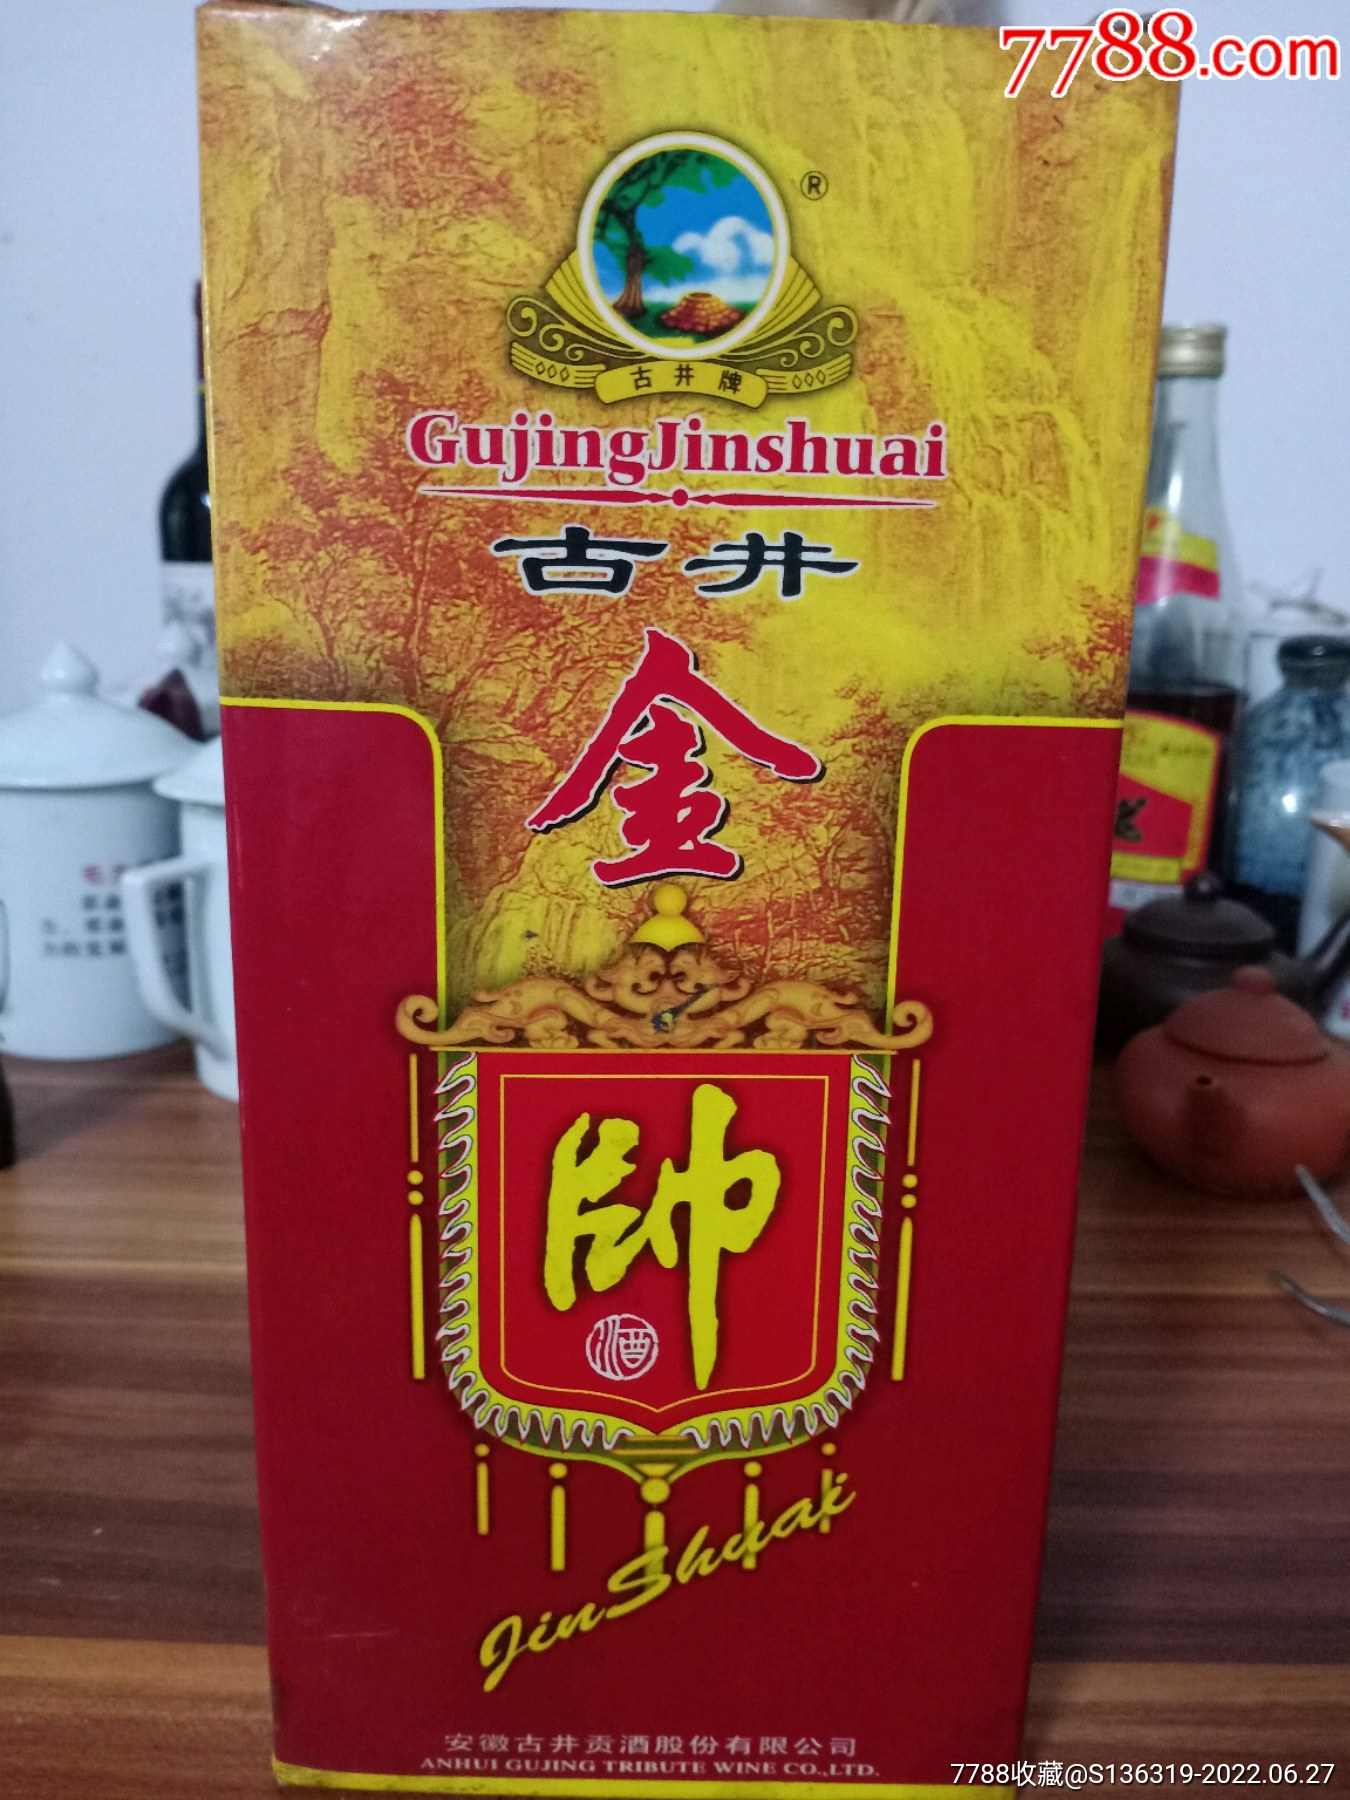 7788.com
®
古井牌
GujingJinshuai
古井
金
帥
酒
JinShuai
安徽古井贡酒股份有限公司
ANHUI GUJING TRIBUTE WINE CO.,LTD.
7788收藏@S136319-2022.06.27